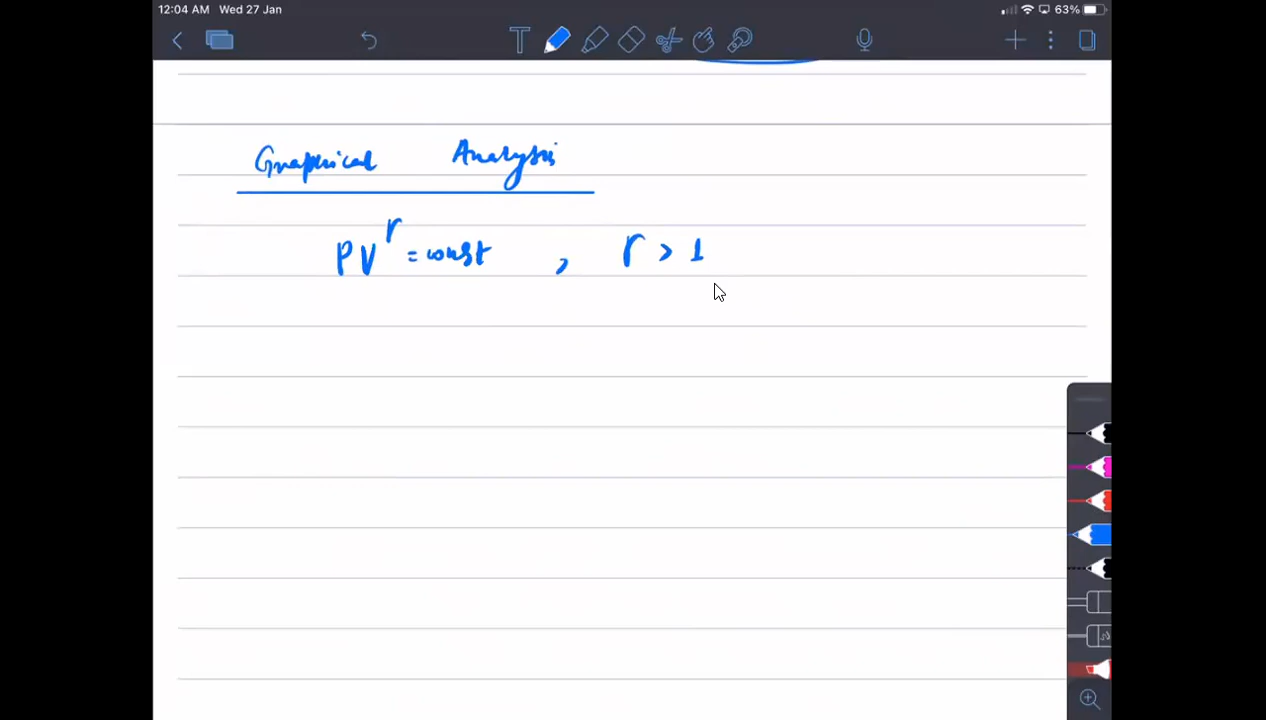 12:04 AM Wed 27 Jan 63%
T
Graphical Analysis
PV^r = const , r > 1